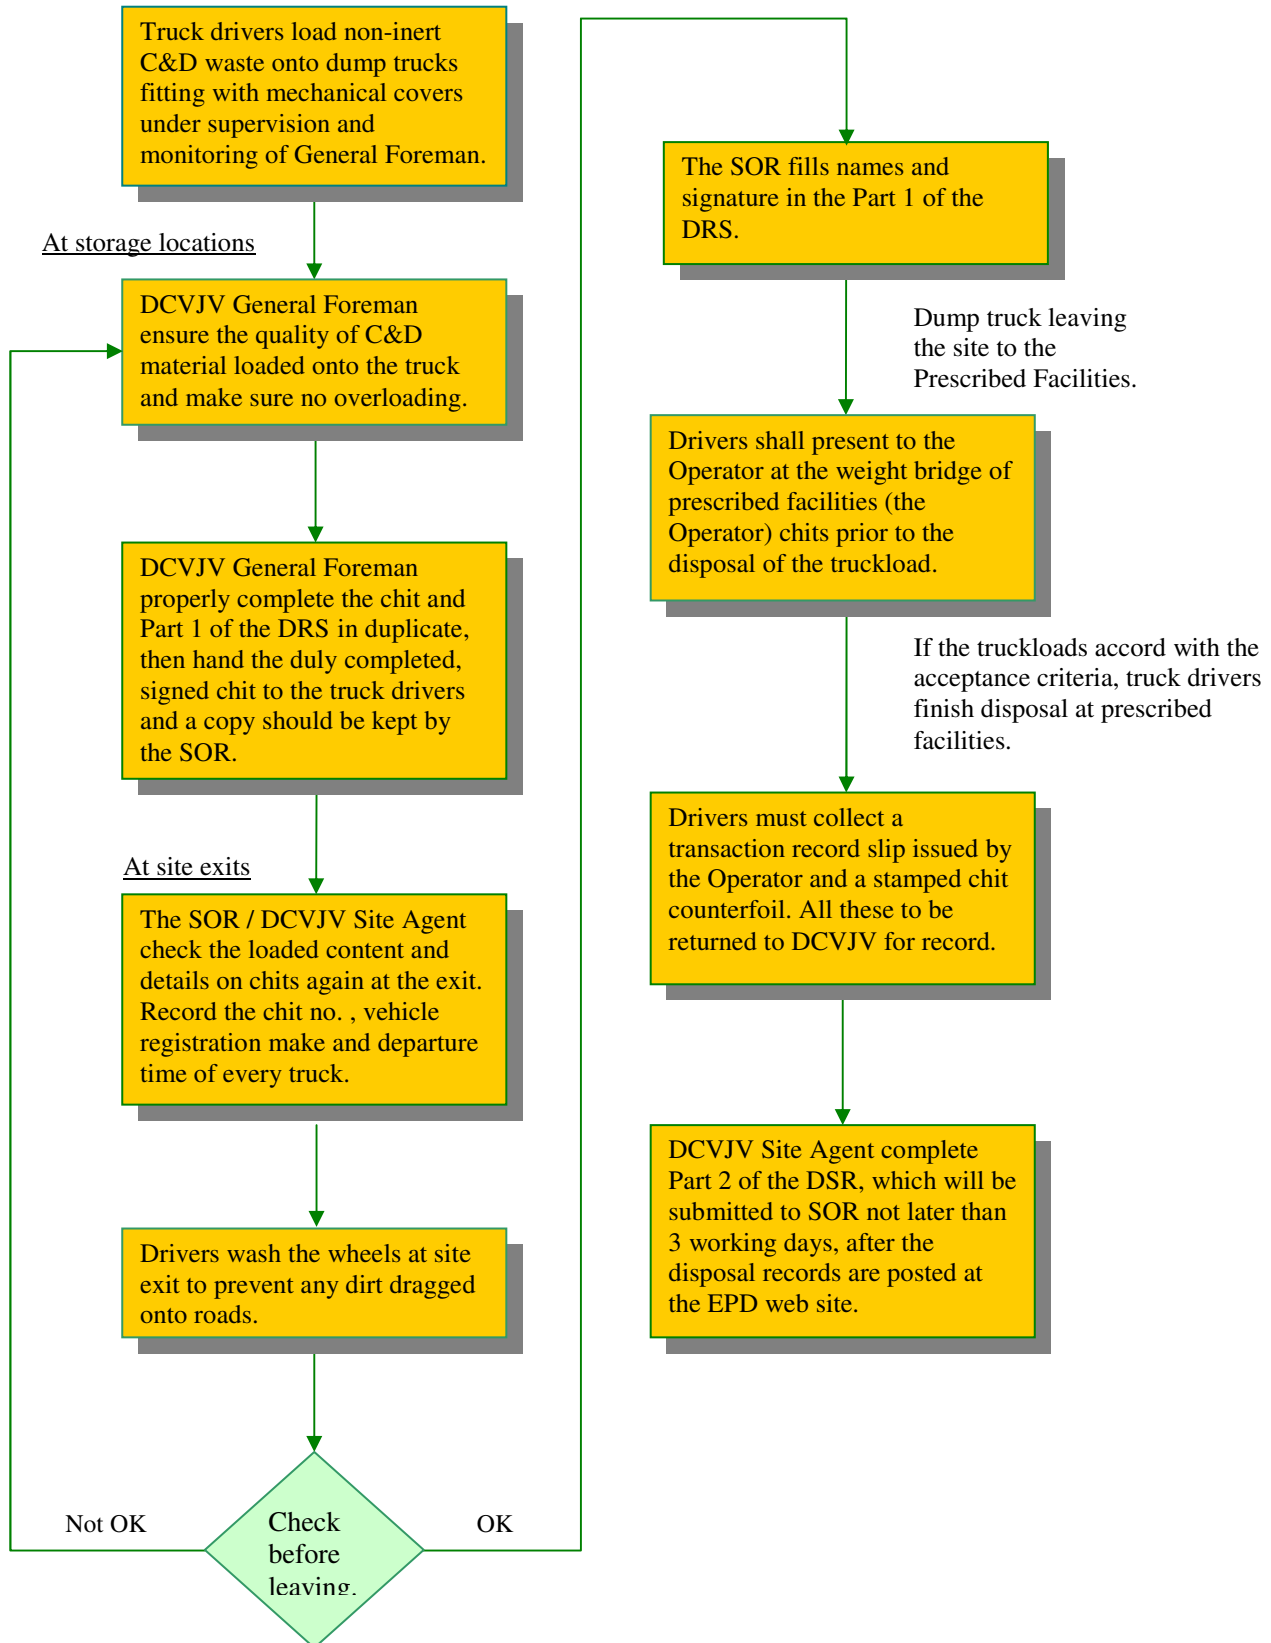 Truck drivers load non-inert
C&D waste onto dump trucks
fitting with mechanical covers
under supervision and
monitoring of General Foreman.
At storage locations
DCVJV General Foreman
ensure the quality of C&D
material loaded onto the truck
and make sure no overloading.
DCVJV General Foreman
properly complete the chit and
Part 1 of the DRS in duplicate,
then hand the duly completed,
signed chit to the truck drivers
and a copy should be kept by
the SOR.
At site exits
The SOR / DCVJV Site Agent
check the loaded content and
details on chits again at the exit.
Record the chit no. , vehicle
registration make and departure
time of every truck.
Drivers wash the wheels at site
exit to prevent any dirt dragged
onto roads.
Not OK
Check
before
leaving.
OK
The SOR fills names and
signature in the Part 1 of the
DRS.
Dump truck leaving
the site to the
Prescribed Facilities.
Drivers shall present to the
Operator at the weight bridge of
prescribed facilities (the
Operator) chits prior to the
disposal of the truckload.
If the truckloads accord with the
acceptance criteria, truck drivers
finish disposal at prescribed
facilities.
Drivers must collect a
transaction record slip issued by
the Operator and a stamped chit
counterfoil. All these to be
returned to DCVJV for record.
DCVJV Site Agent complete
Part 2 of the DSR, which will be
submitted to SOR not later than
3 working days, after the
disposal records are posted at
the EPD web site.